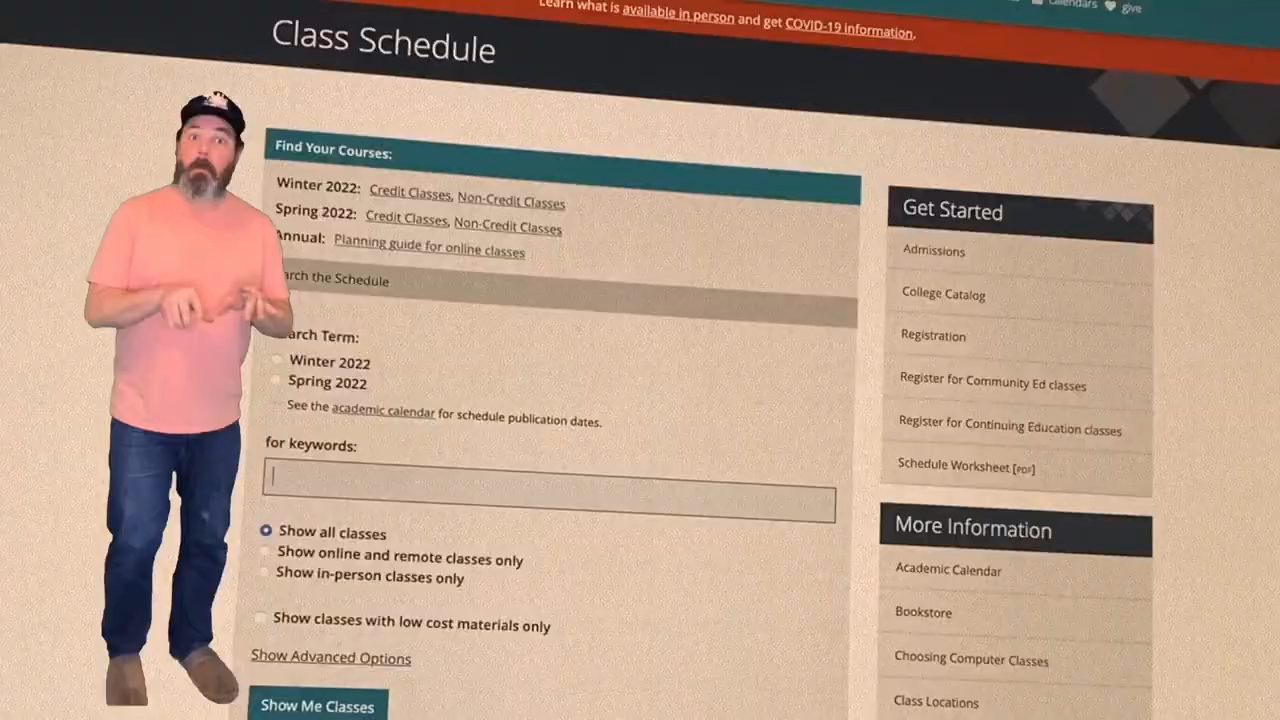 calendars give
Learn what is available in person and get COVID-19 information.
Class Schedule
Find Your Courses:
Winter 2022: Credit Classes, Non-Credit Classes
Spring 2022: Credit Classes, Non-Credit Classes
Annual: Planning guide for online classes
arch the Schedule
arch Term:
Winter 2022
Spring 2022
See the academic calendar for schedule publication dates.
for keywords:
Show all classes
Show online and remote classes only
Show in-person classes only
Show classes with low cost materials only
Show Advanced Options
Show Me Classes
Get Started
Admissions
College Catalog
Registration
Register for Community Ed classes
Register for Continuing Education classes
Schedule Worksheet [PDF]
More Information
Academic Calendar
Bookstore
Choosing Computer Classes
Class Locations